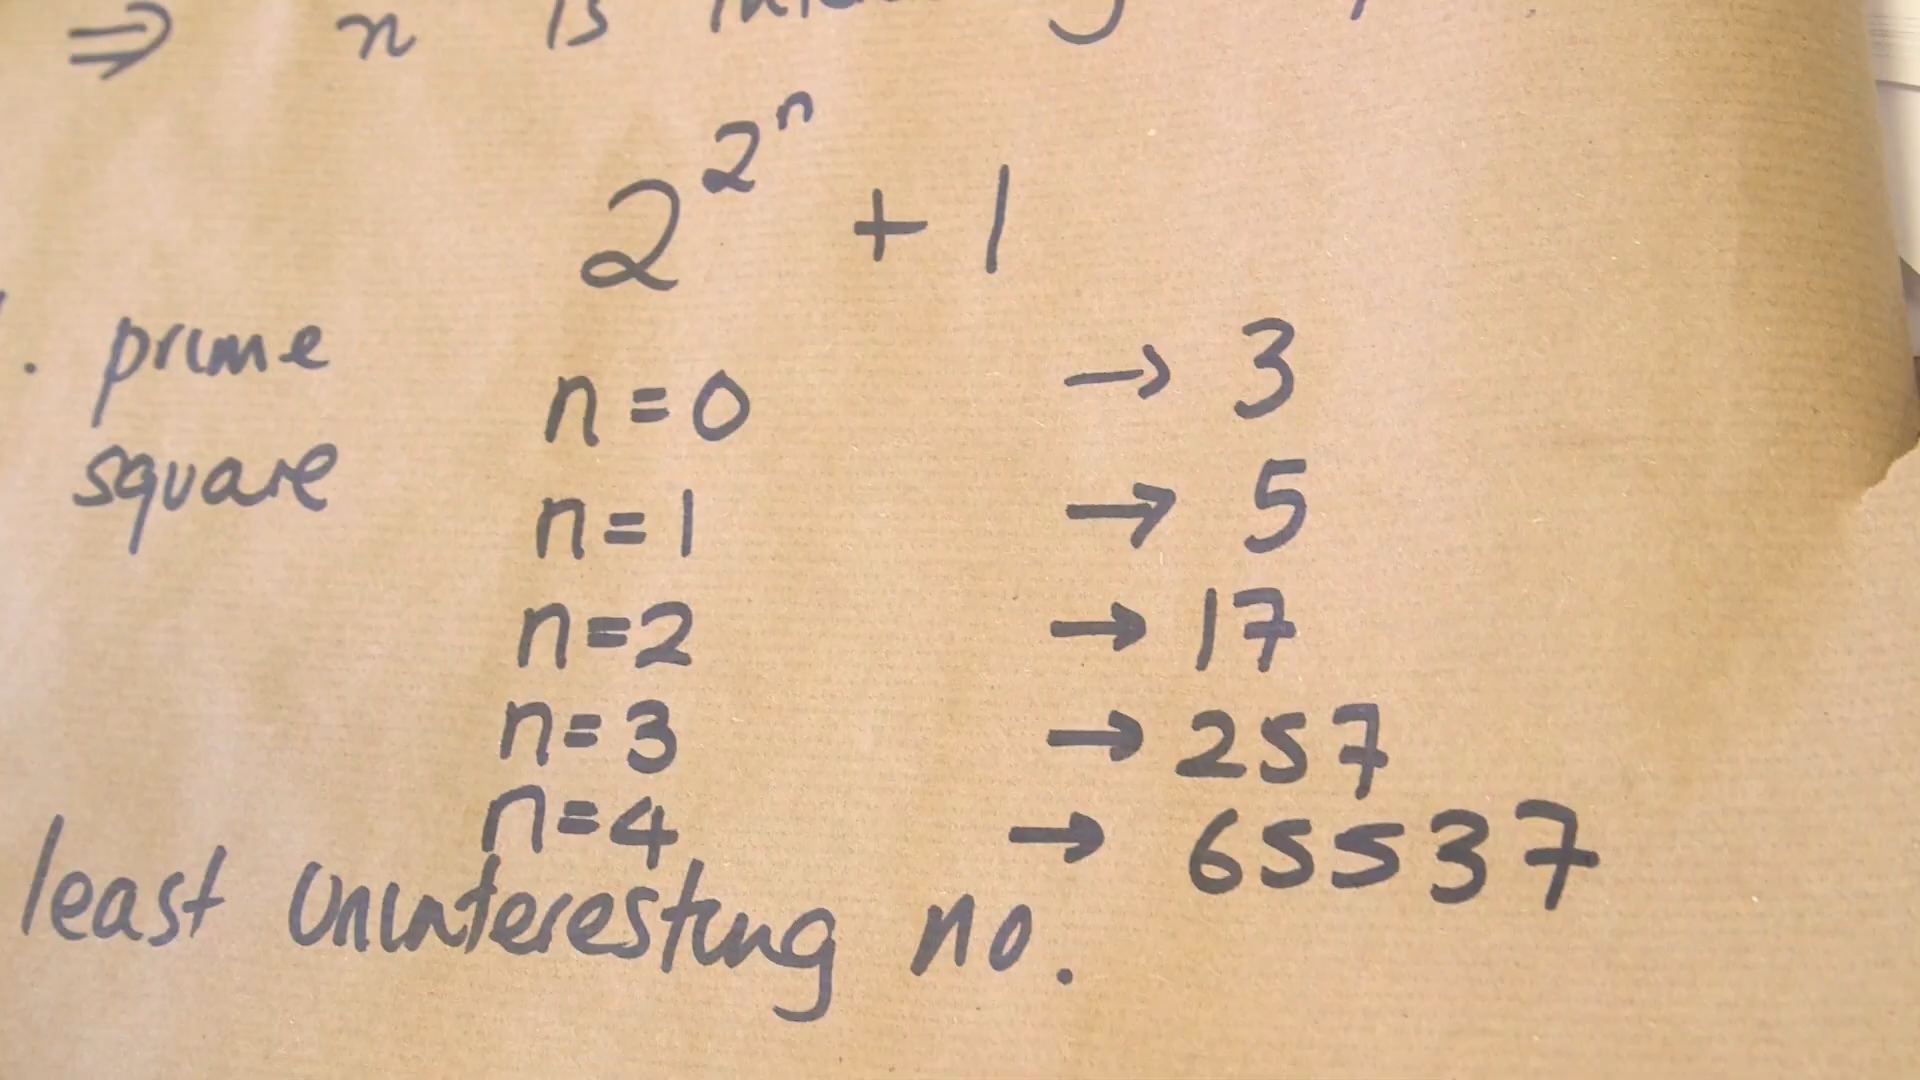 ⇒ n is
2^2^n + 1
prime
square
n=0 → 3
n=1 → 5
n=2 → 17
n=3 → 257
n=4 → 65537
least uninteresting no.